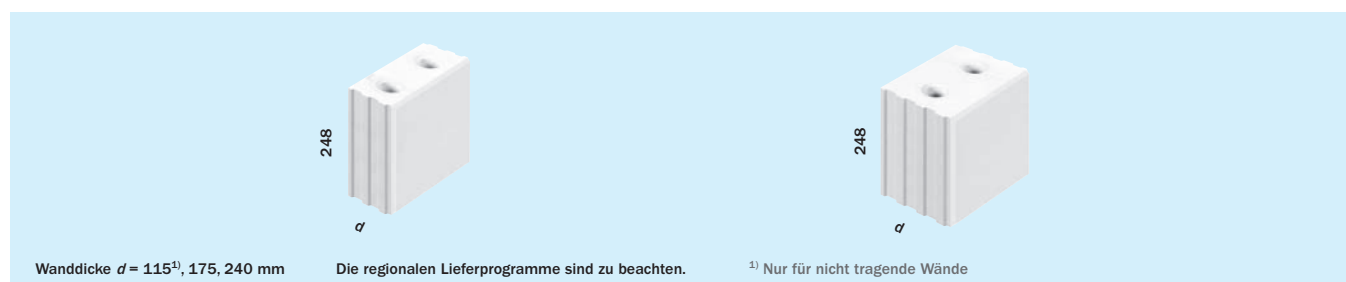 248
d
248
d
Wanddicke d = 115¹⁾, 175, 240 mm
Die regionalen Lieferprogramme sind zu beachten.
¹⁾ Nur für nicht tragende Wände